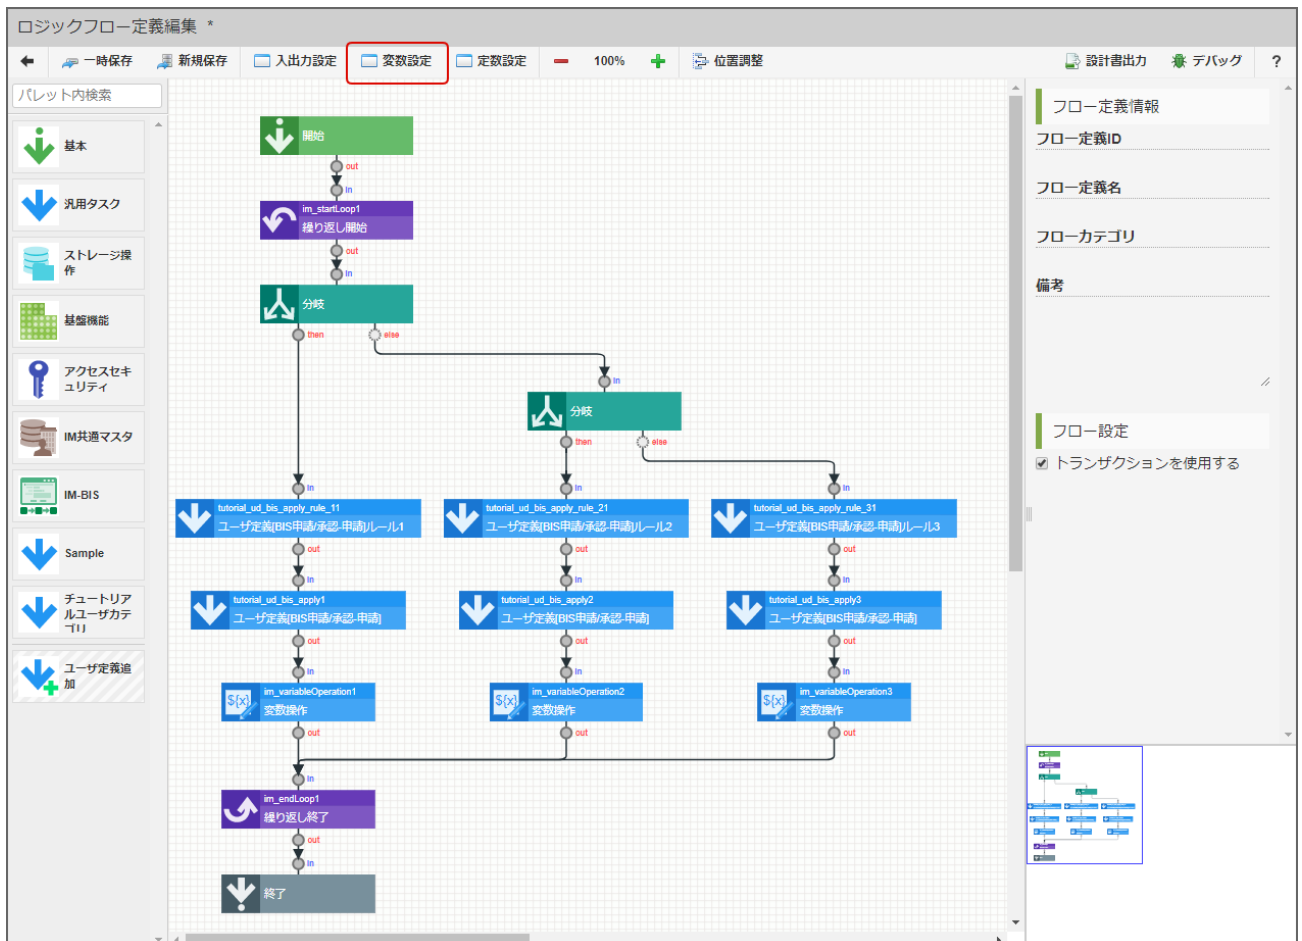 ロジックフロー定義編集 *
一時保存 新規保存 入出力設定 変数設定 定数設定 100% 位置調整 設計書出力 デバッグ ?
パレット内検索
基本
汎用タスク
ストレージ操
作
基盤機能
アクセスセキ
ュリティ
IM共通マスタ
IM-BIS
Sample
チュートリア
ルユーザカテ
ゴリ
ユーザ定義追
加
開始
out
in
im_startLoop1
繰り返し開始
out
in
分岐
then else
in
分岐
then else
in in in
tutorial_ud_bis_apply_rule_11
ユーザ定義[BIS申請/承認-申請]ルール1
tutorial_ud_bis_apply_rule_21
ユーザ定義[BIS申請/承認-申請]ルール2
tutorial_ud_bis_apply_rule_31
ユーザ定義[BIS申請/承認-申請]ルール3
out out out
in in in
tutorial_ud_bis_apply1
ユーザ定義[BIS申請/承認-申請]
tutorial_ud_bis_apply2
ユーザ定義[BIS申請/承認-申請]
tutorial_ud_bis_apply3
ユーザ定義[BIS申請/承認-申請]
out out out
in in in
${x}
im_variableOperation1
変数操作
${x}
im_variableOperation2
変数操作
${x}
im_variableOperation3
変数操作
out out out
in
im_endLoop1
繰り返し終了
out
in
終了
フロー定義情報
フロー定義ID
フロー定義名
フローカテゴリ
備考
フロー設定
トランザクションを使用する